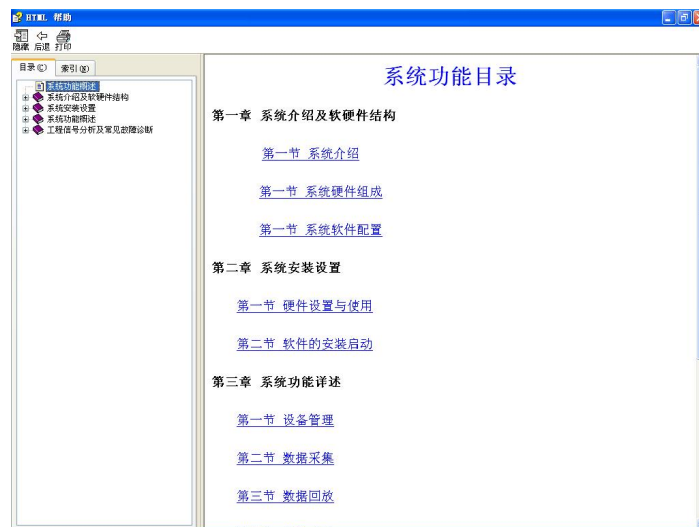 HTML 帮助
隐藏 后退 打印
目录(C) 索引(N)
系统功能概述
系统介绍及软硬件结构
系统安装设置
系统功能概述
工程信号分析及常见故障诊断
系统功能目录
第一章 系统介绍及软硬件结构
第一节 系统介绍
第一节 系统硬件组成
第一节 系统软件配置
第二章 系统安装设置
第一节 硬件设置与使用
第二节 软件的安装启动
第三章 系统功能详述
第一节 设备管理
第二节 数据采集
第三节 数据回放